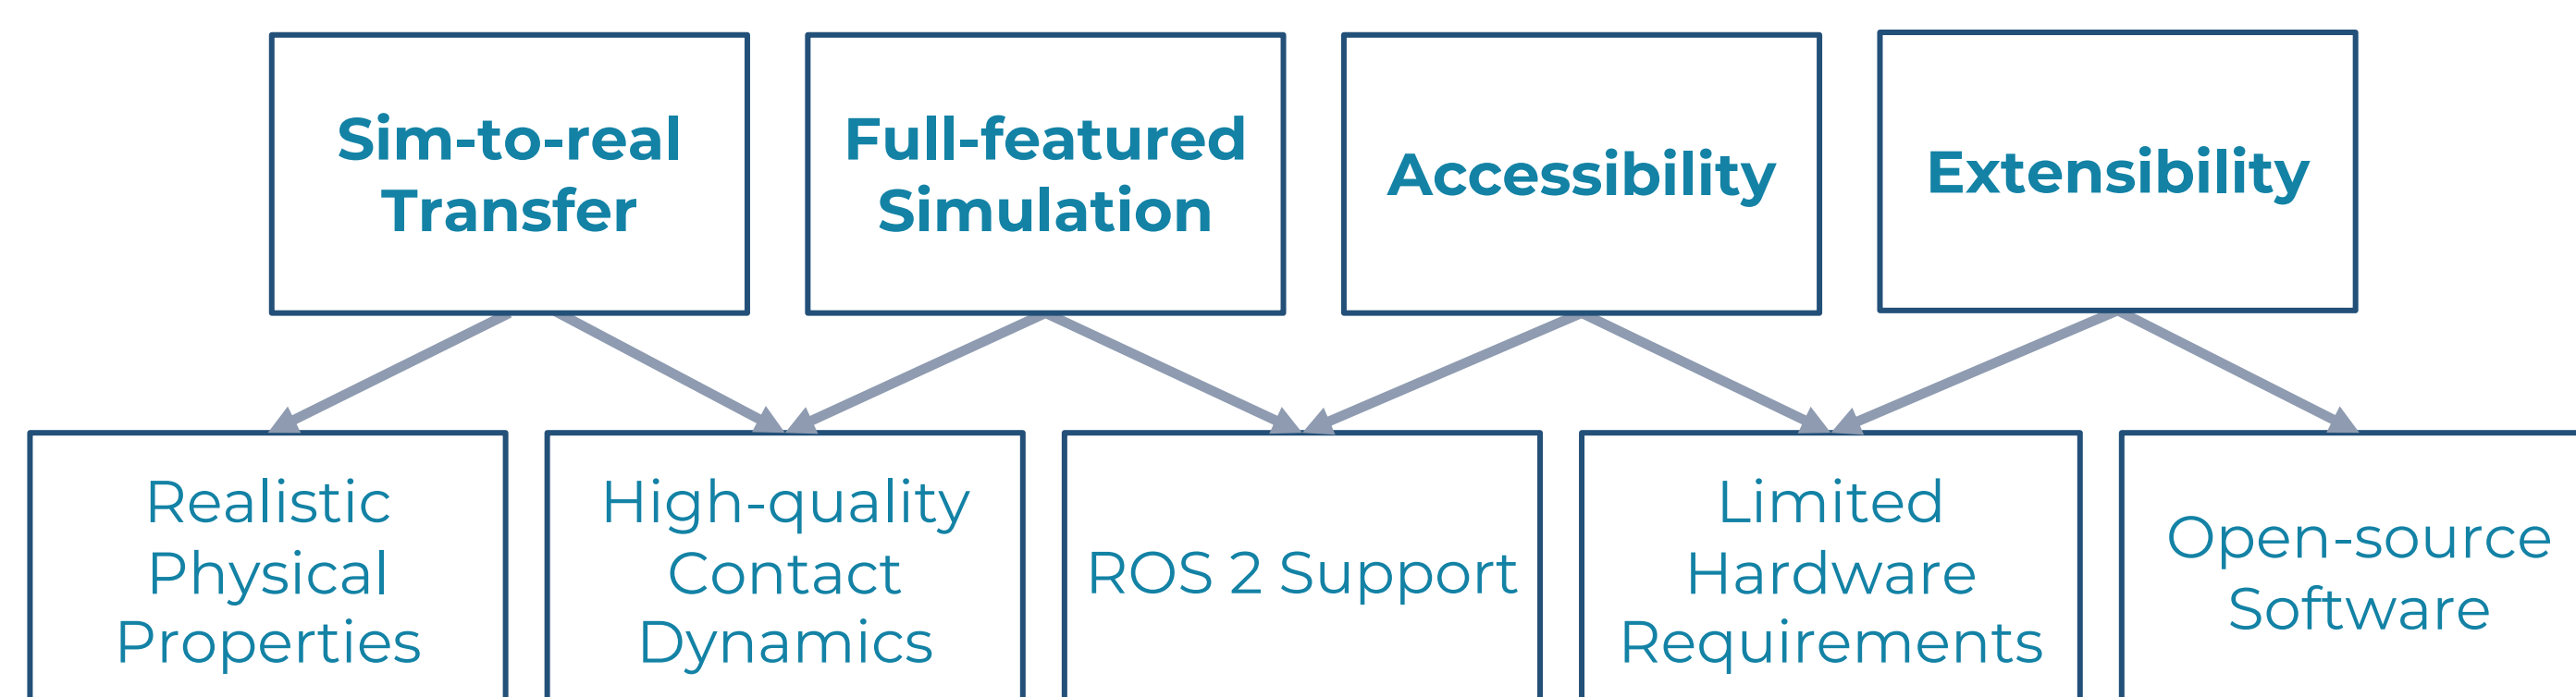 Sim-to-real
Transfer
Full-featured
Simulation
Accessibility
Extensibility
Realistic
Physical
Properties
High-quality
Contact
Dynamics
ROS 2 Support
Limited
Hardware
Requirements
Open-source
Software